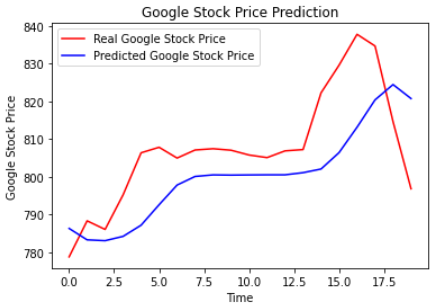 Google Stock Price Prediction
Real Google Stock Price
Predicted Google Stock Price
Google Stock Price
840
830
820
810
800
790
780
0.0 2.5 5.0 7.5 10.0 12.5 15.0 17.5
Time